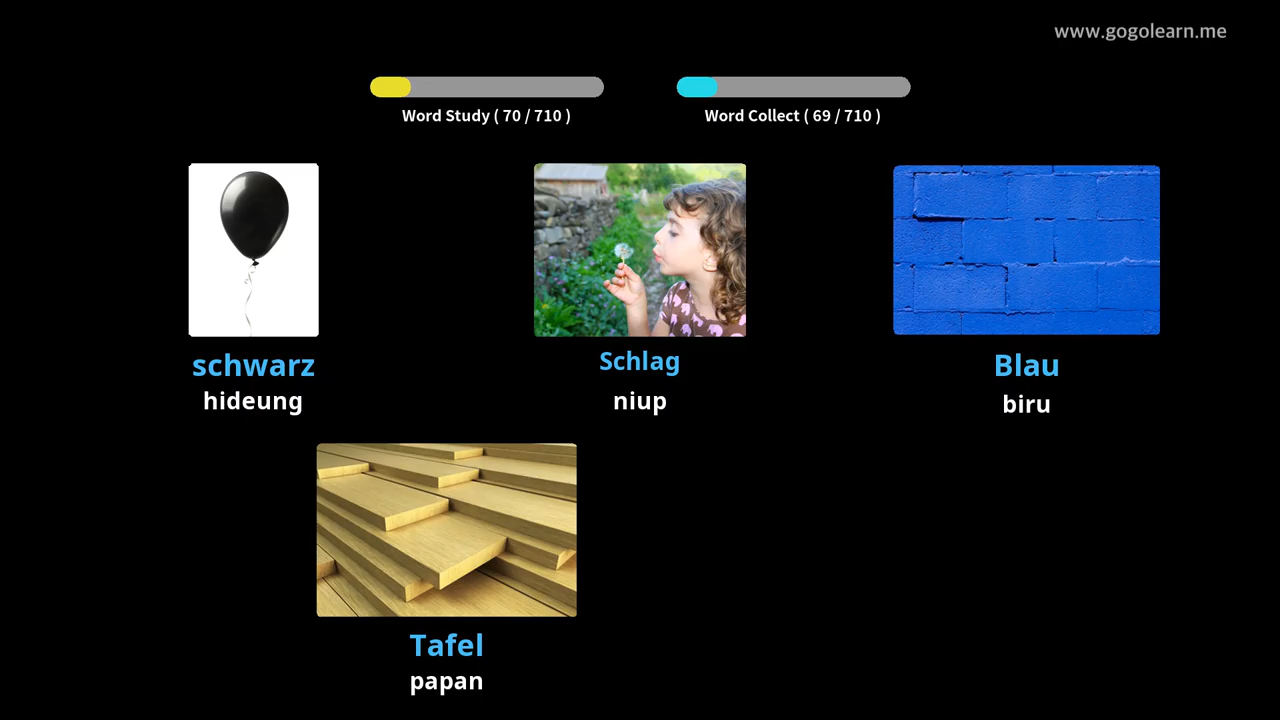 www.gogolearn.me
Word Study ( 70 / 710 )
Word Collect ( 69 / 710 )
schwarz
hideung
Schlag
niup
Blau
biru
Tafel
papan